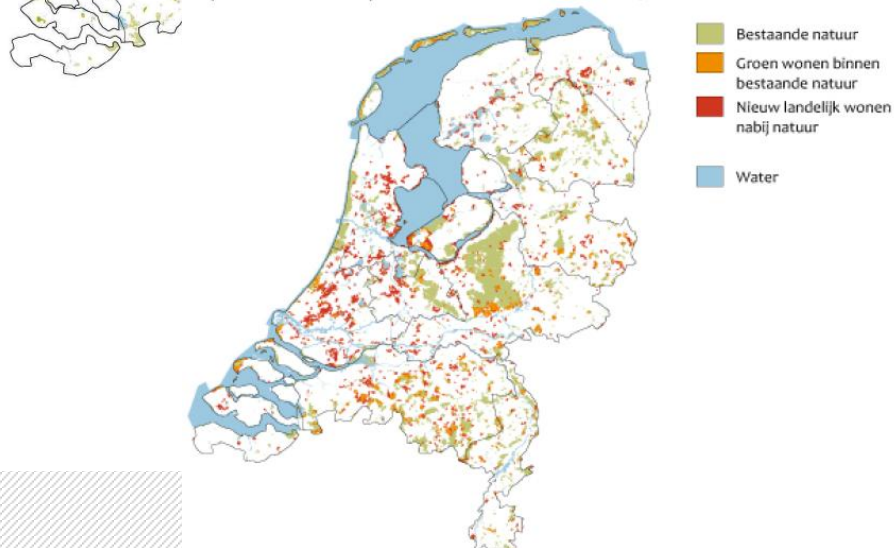 Bestaande natuur
Groen wonen binnen
bestaande natuur
Nieuw landelijk wonen
nabij natuur
Water